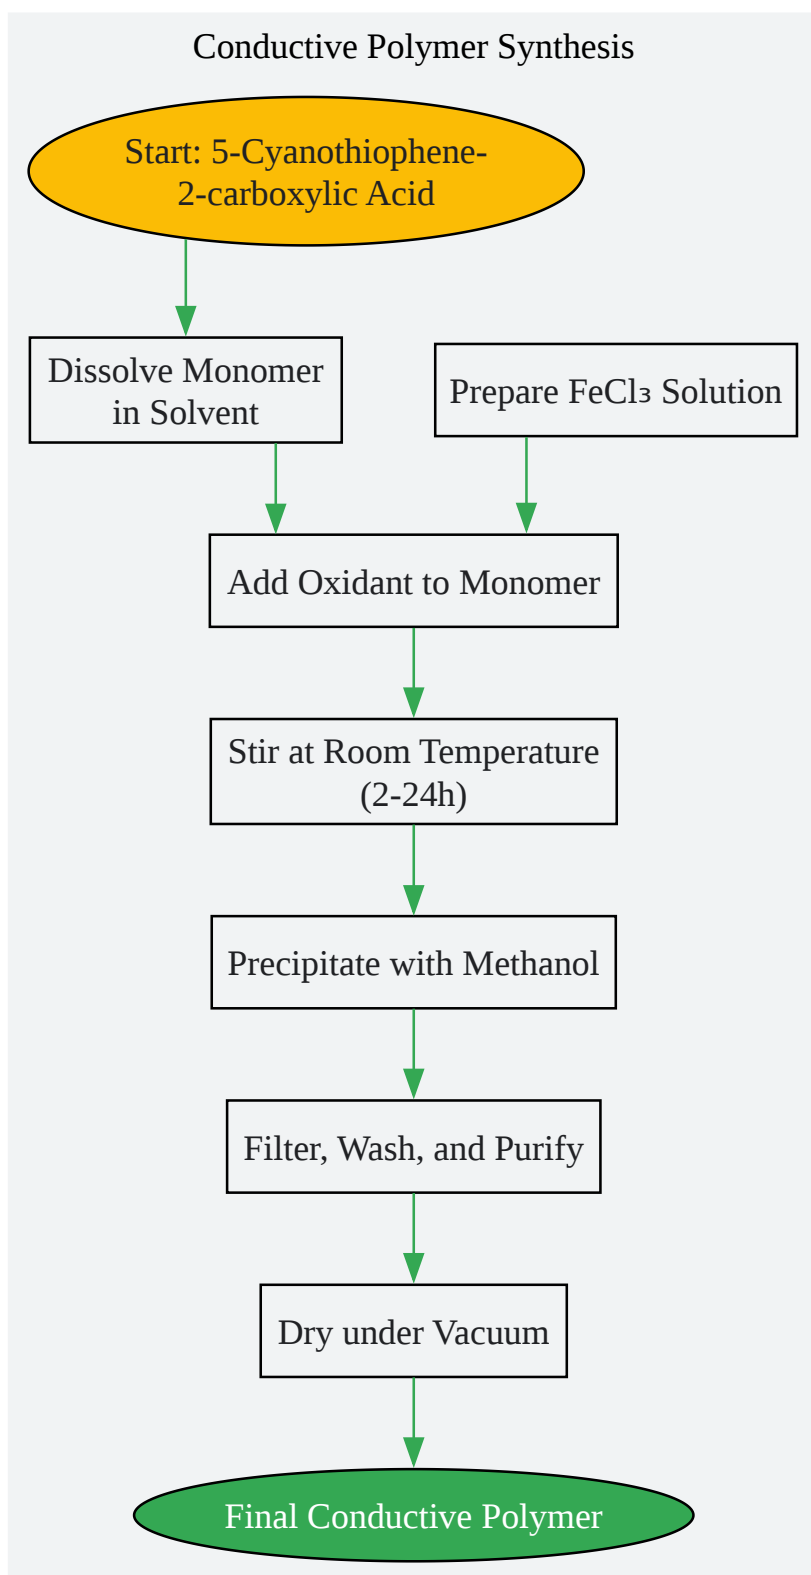 Conductive Polymer Synthesis
Start: 5-Cyanothiophene-
2-carboxylic Acid
Dissolve Monomer
in Solvent
Prepare FeCl₃ Solution
Add Oxidant to Monomer
Stir at Room Temperature
(2-24h)
Precipitate with Methanol
Filter, Wash, and Purify
Dry under Vacuum
Final Conductive Polymer